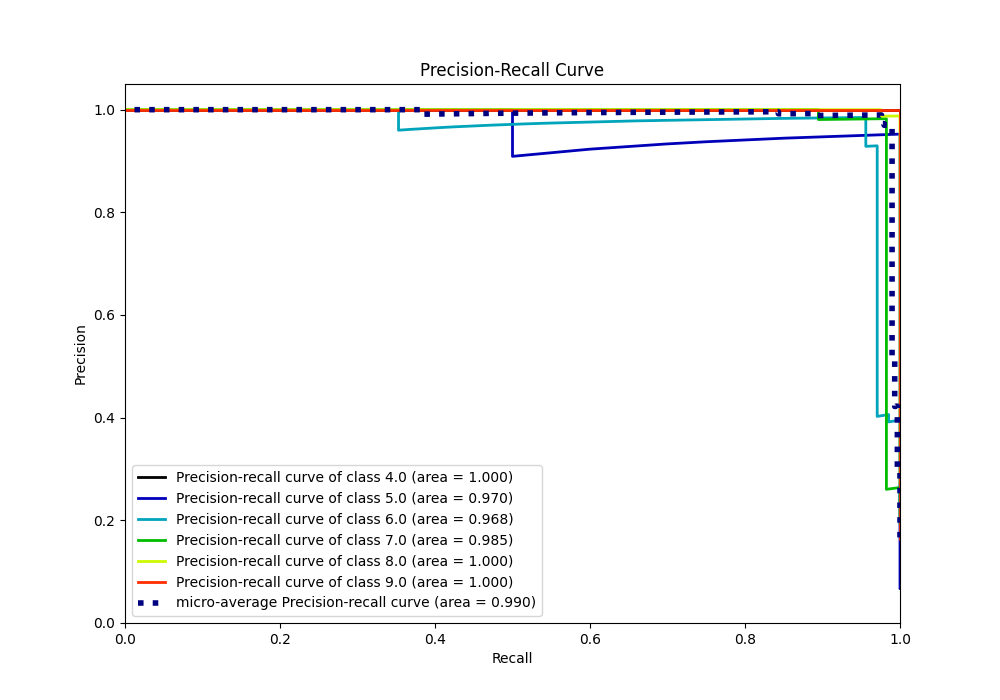 Precision-Recall Curve
1.0
0.8
0.6
0.4
0.2
0.0
Precision
Precision-recall curve of class 4.0 (area = 1.000)
Precision-recall curve of class 5.0 (area = 0.970)
Precision-recall curve of class 6.0 (area = 0.968)
Precision-recall curve of class 7.0 (area = 0.985)
Precision-recall curve of class 8.0 (area = 1.000)
Precision-recall curve of class 9.0 (area = 1.000)
micro-average Precision-recall curve (area = 0.990)
0.0 0.2 0.4 0.6 0.8 1.0
Recall